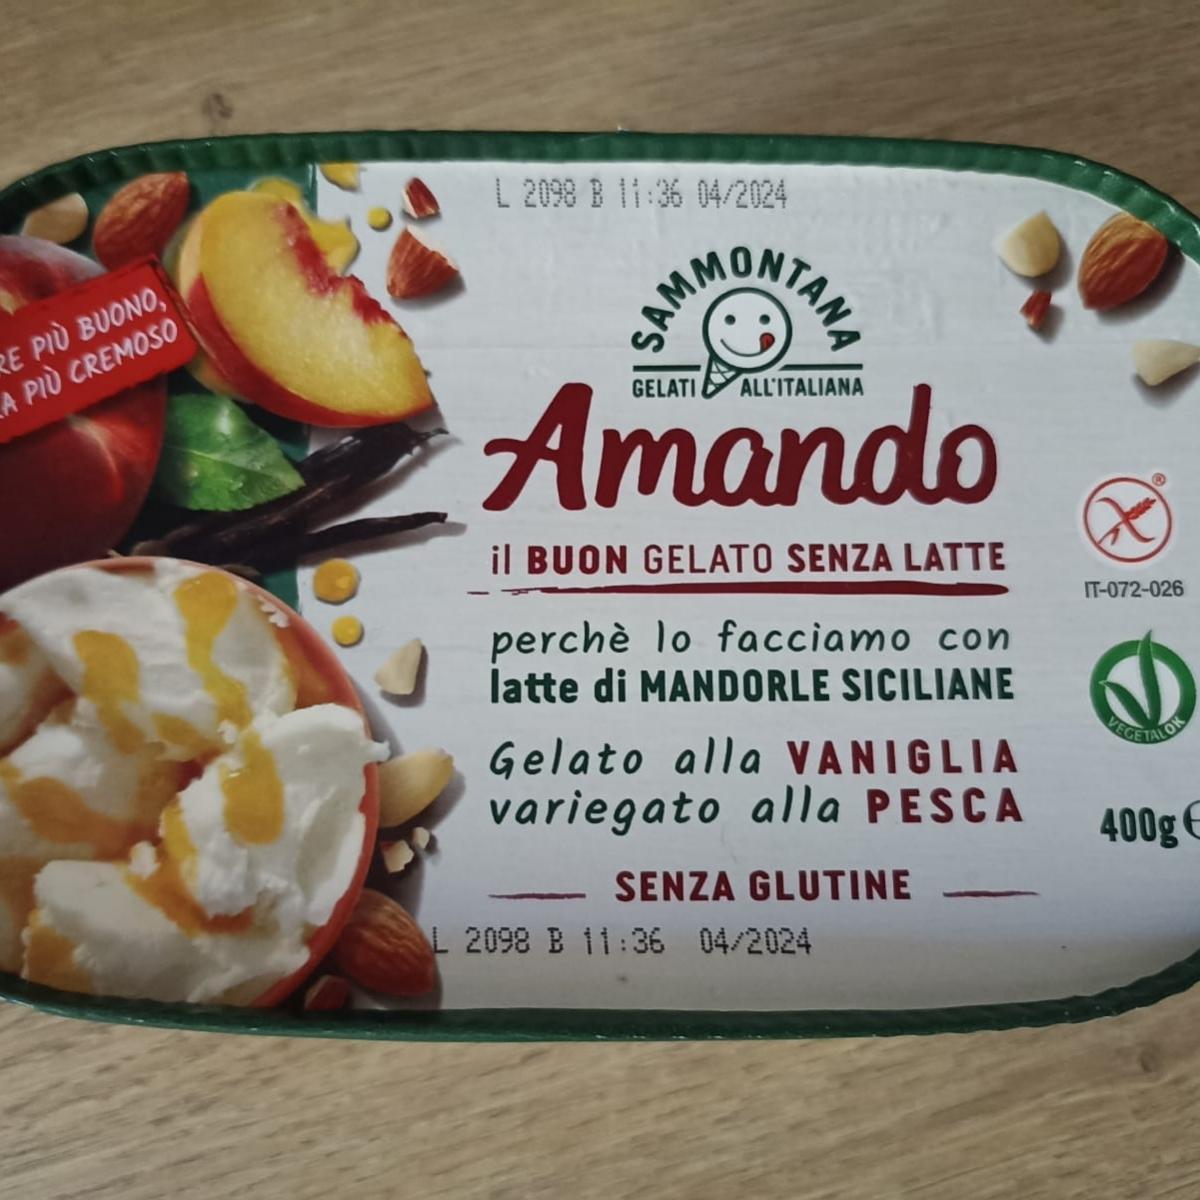 L 2098 B 11:36 04/2024
SAMMONTANA
GELATI ALL'ITALIANA
PIÙ BUONO,
PIÙ CREMOSO
Amando
il BUON GELATO SENZA LATTE
perchè lo facciamo con
latte di MANDORLE SICILIANE
Gelato alla VANIGLIA
variegato alla PESCA
SENZA GLUTINE
L 2098 B 11:36 04/2024
®
IT-072-026
VEGETALOK
400g